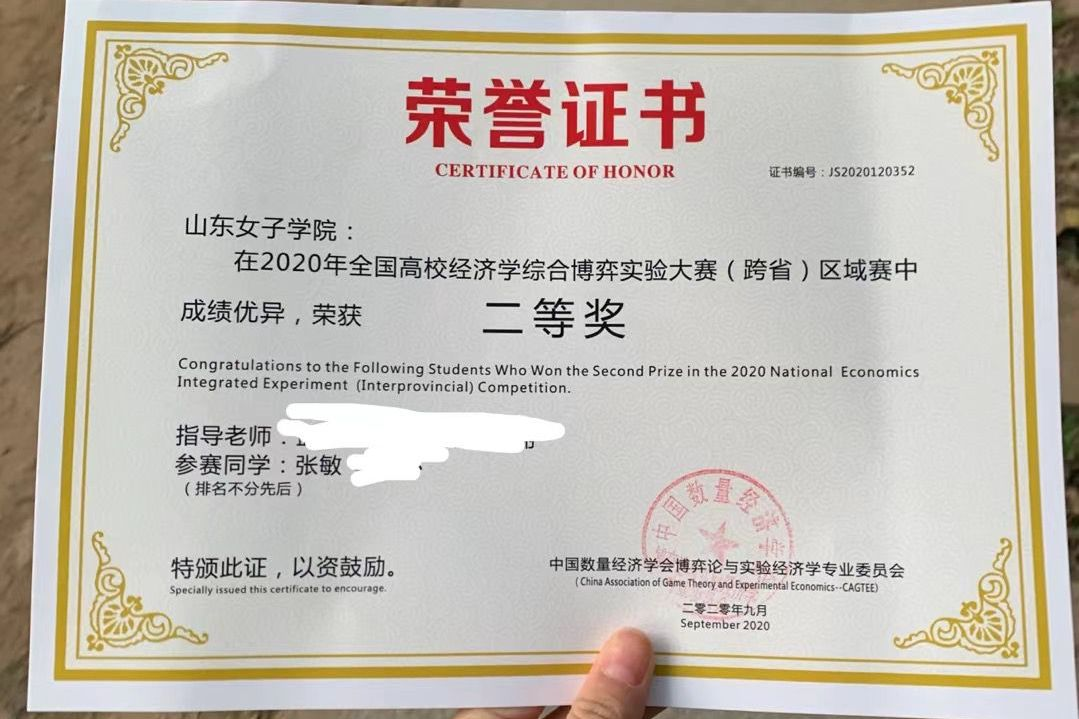 荣誉证书
CERTIFICATE OF HONOR
证书编号：JS2020120352
山东女子学院：
在2020年全国高校经济学综合博弈实验大赛（跨省）区域赛中
成绩优异，荣获 二等奖
Congratulations to the Following Students Who Won the Second Prize in the 2020 National Economics
Integrated Experiment (Interprovincial) Competition.
指导老师：
参赛同学：张敏
（排名不分先后）
特颁此证，以资鼓励。
Specially issued this certificate to encourage.
中国数量经济学
中国数量经济学会博弈论与实验经济学专业委员会
(China Association of Game Theory and Experimental Economics--CAGTEE)
二零二零年九月
September 2020